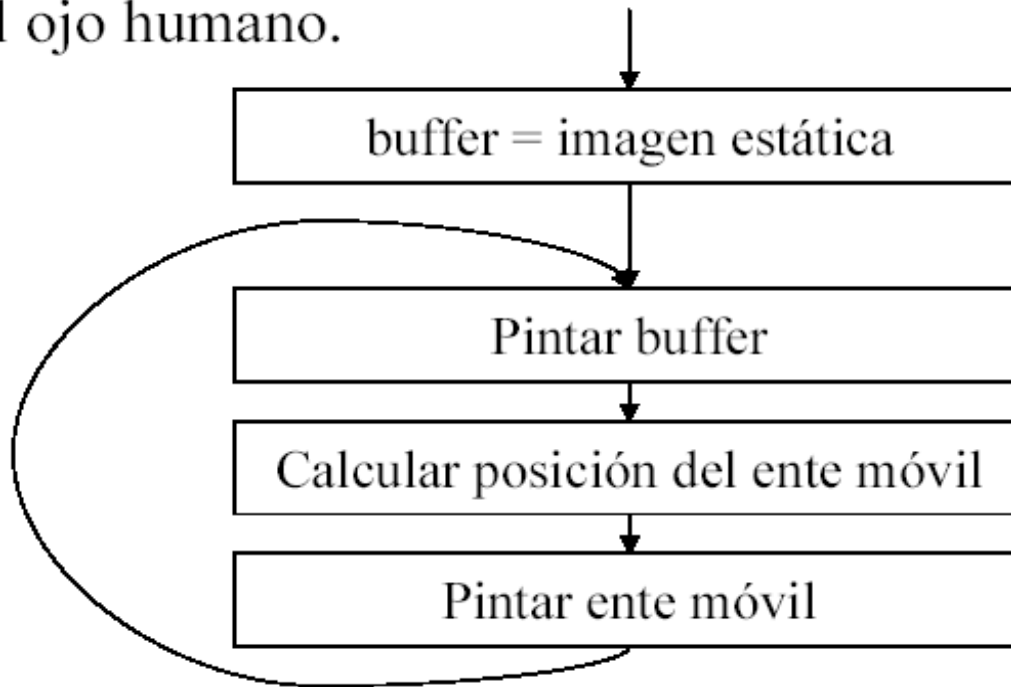 ojo humano.
buffer = imagen estática
Pintar buffer
Calcular posición del ente móvil
Pintar ente móvil